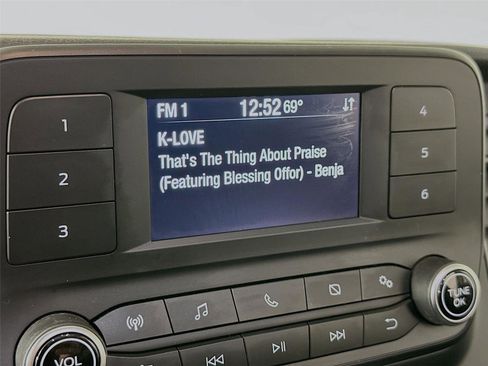 FM 1 12:52 69°
K-LOVE
That's The Thing About Praise
(Featuring Blessing Offor) - Benja
1
2
3
4
5
6
VOL
TUNE
OK